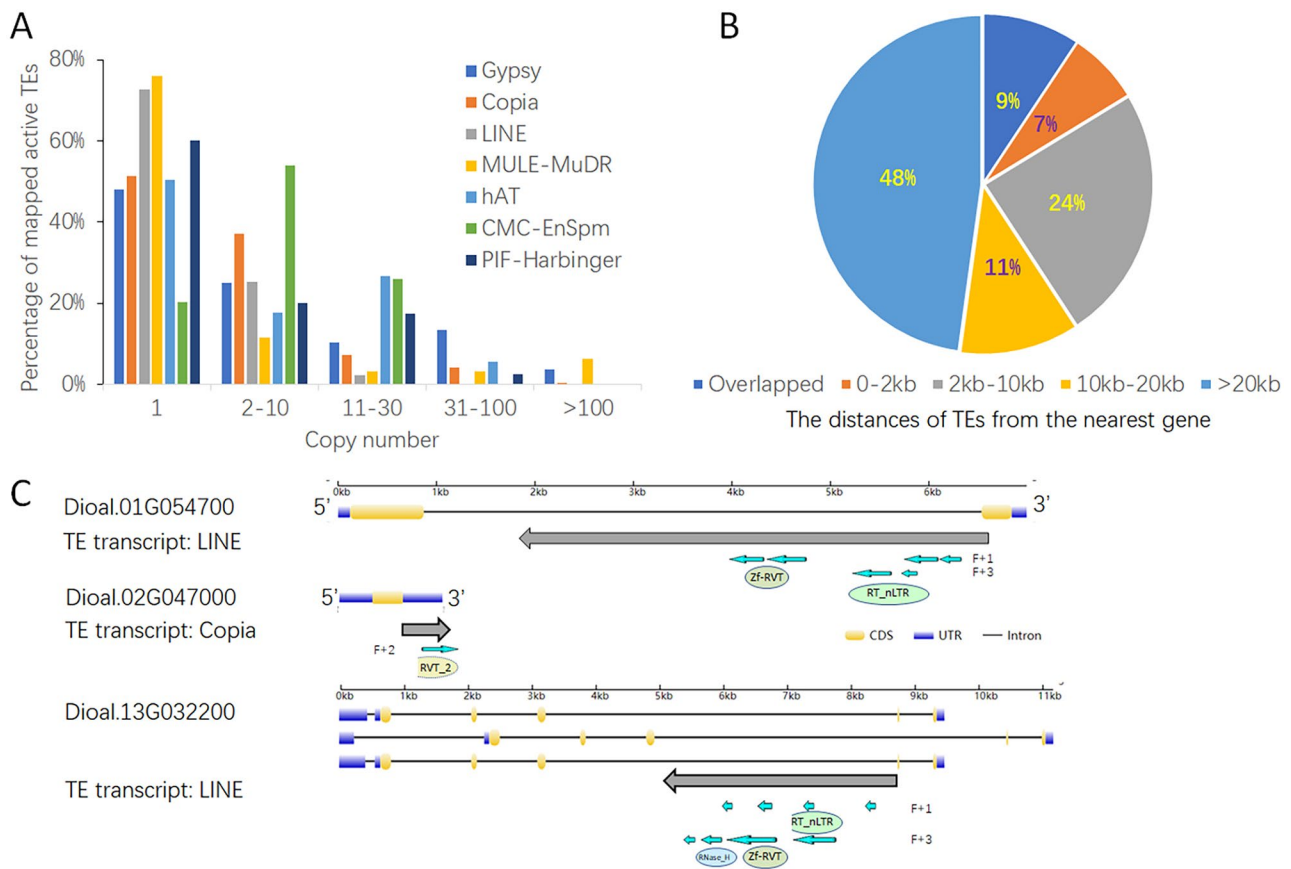 A
80%
60%
40%
20%
0%
Percentage of mapped active TEs
1
2-10
11-30
31-100
>100
Copy number
Gypsy
Copia
LINE
MULE-MuDR
hAT
CMC-EnSpm
PIF-Harbinger
B
9%
7%
24%
11%
48%
Overlapped 0-2kb 2kb-10kb 10kb-20kb >20kb
The distances of TEs from the nearest gene
C
0kb 1kb 2kb 3kb 4kb 5kb 6kb
Dioal.01G054700 5' 3'
TE transcript: LINE
F+1
F+3
Zf-RVT RT_nLTR
Dioal.02G047000 5' 3'
TE transcript: Copia
CDS UTR Intron
F+2
RVT_2
0kb 1kb 2kb 3kb 4kb 5kb 6kb 7kb 8kb 9kb 10kb 11kb
Dioal.13G032200
TE transcript: LINE
F+1
RT_nLTR
F+3
RNase_H Zf-RVT